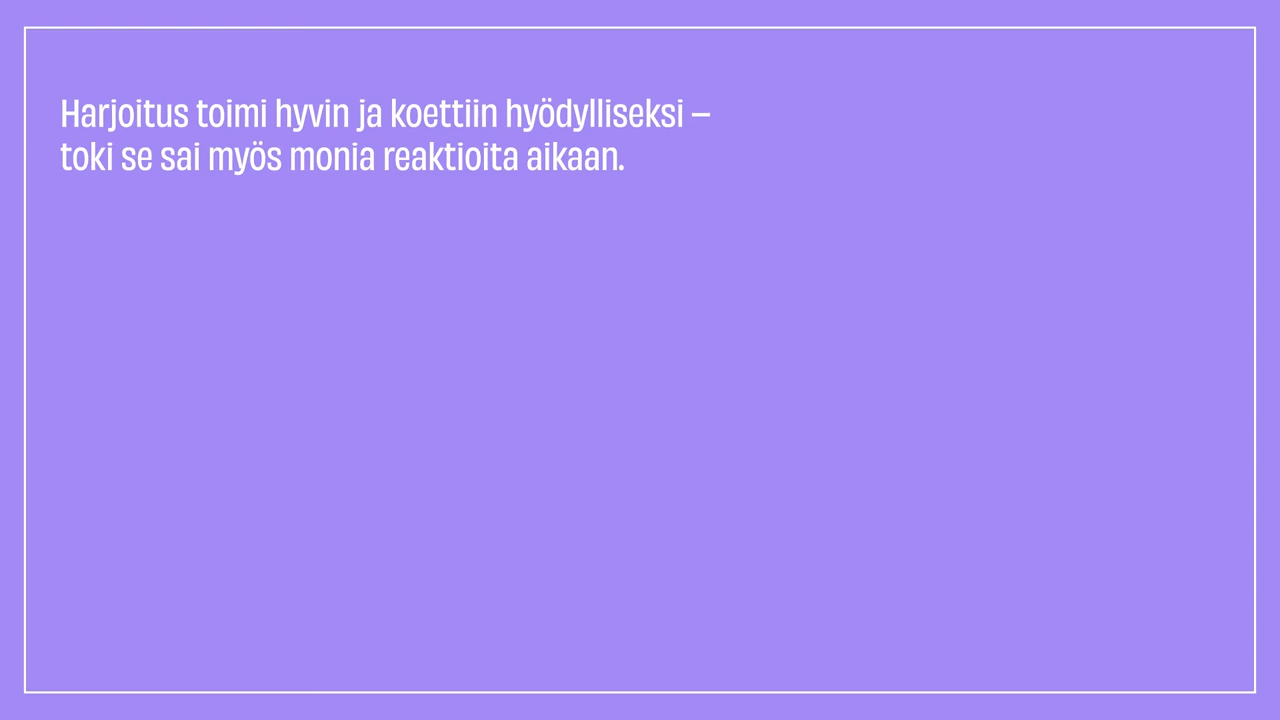 Harjoitus toimi hyvin ja koettiin hyödylliseksi –
toki se sai myös monia reaktioita aikaan.